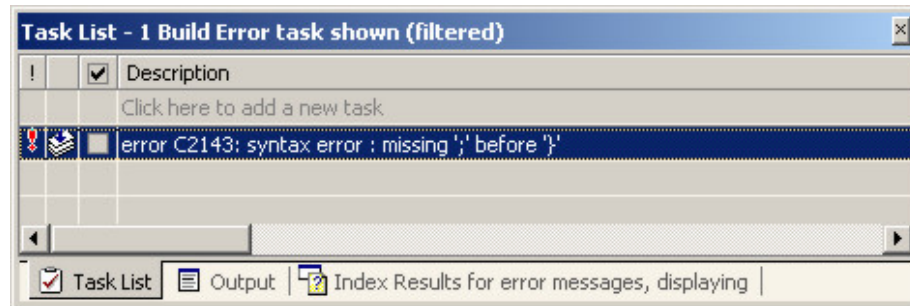 Task List - 1 Build Error task shown (filtered)
! Description
Click here to add a new task
error C2143: syntax error : missing ';' before '}'
Task List Output Index Results for error messages, displaying